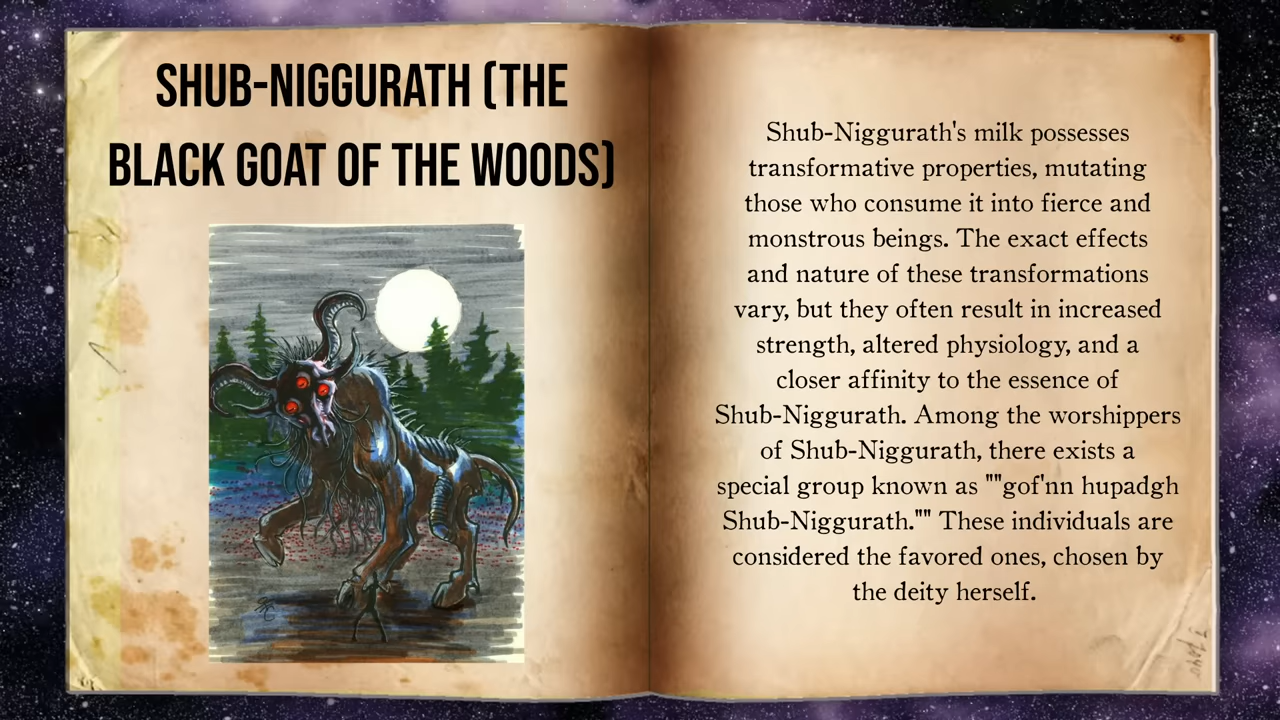 SHUB-NIGGURATH (THE
BLACK GOAT OF THE WOODS)
Shub-Niggurath's milk possesses
transformative properties, mutating
those who consume it into fierce and
monstrous beings. The exact effects
and nature of these transformations
vary, but they often result in increased
strength, altered physiology, and a
closer affinity to the essence of
Shub-Niggurath. Among the worshippers
of Shub-Niggurath, there exists a
special group known as ""gof'nn hupadgh
Shub-Niggurath."" These individuals are
considered the favored ones, chosen by
the deity herself.